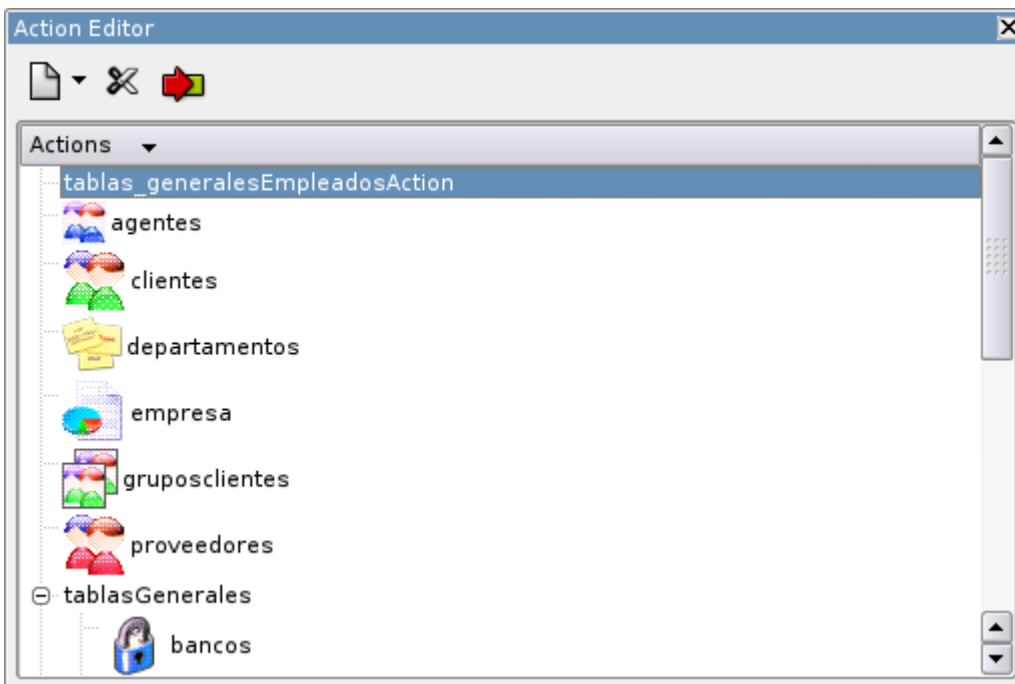 Action Editor
Actions
tablas_generalesEmpleadosAction
agentes
clientes
departamentos
empresa
gruposclientes
proveedores
tablasGenerales
bancos